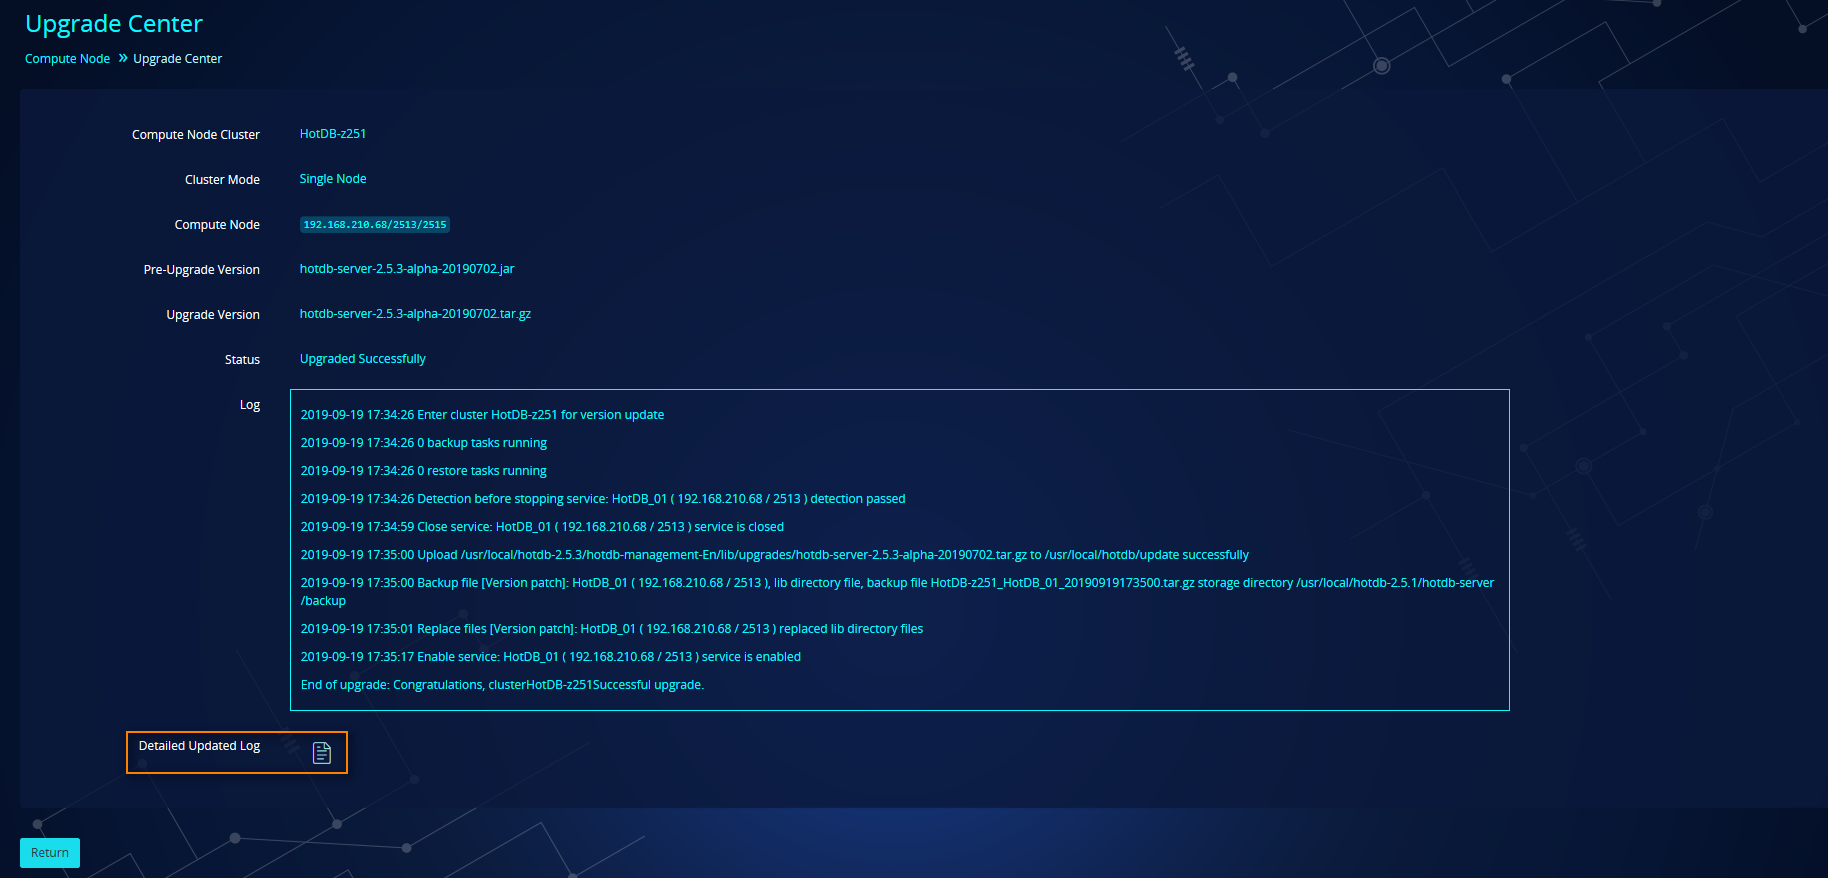 Upgrade Center
Compute Node » Upgrade Center
Compute Node Cluster HotDB-z251
Cluster Mode Single Node
Compute Node 192.168.210.68/2513/2515
Pre-Upgrade Version hotdb-server-2.5.3-alpha-20190702.jar
Upgrade Version hotdb-server-2.5.3-alpha-20190702.tar.gz
Status Upgraded Successfully
Log
2019-09-19 17:34:26 Enter cluster HotDB-z251 for version update
2019-09-19 17:34:26 0 backup tasks running
2019-09-19 17:34:26 0 restore tasks running
2019-09-19 17:34:26 Detection before stopping service: HotDB_01 ( 192.168.210.68 / 2513 ) detection passed
2019-09-19 17:34:59 Close service: HotDB_01 ( 192.168.210.68 / 2513 ) service is closed
2019-09-19 17:35:00 Upload /usr/local/hotdb-2.5.3/hotdb-management-En/lib/upgrades/hotdb-server-2.5.3-alpha-20190702.tar.gz to /usr/local/hotdb/update successfully
2019-09-19 17:35:00 Backup file [Version patch]: HotDB_01 ( 192.168.210.68 / 2513 ), lib directory file, backup file HotDB-z251_HotDB_01_20190919173500.tar.gz storage directory /usr/local/hotdb-2.5.1/hotdb-server
/backup
2019-09-19 17:35:01 Replace files [Version patch]: HotDB_01 ( 192.168.210.68 / 2513 ) replaced lib directory files
2019-09-19 17:35:17 Enable service: HotDB_01 ( 192.168.210.68 / 2513 ) service is enabled
End of upgrade: Congratulations, clusterHotDB-z251Successful upgrade.
Detailed Updated Log
Return